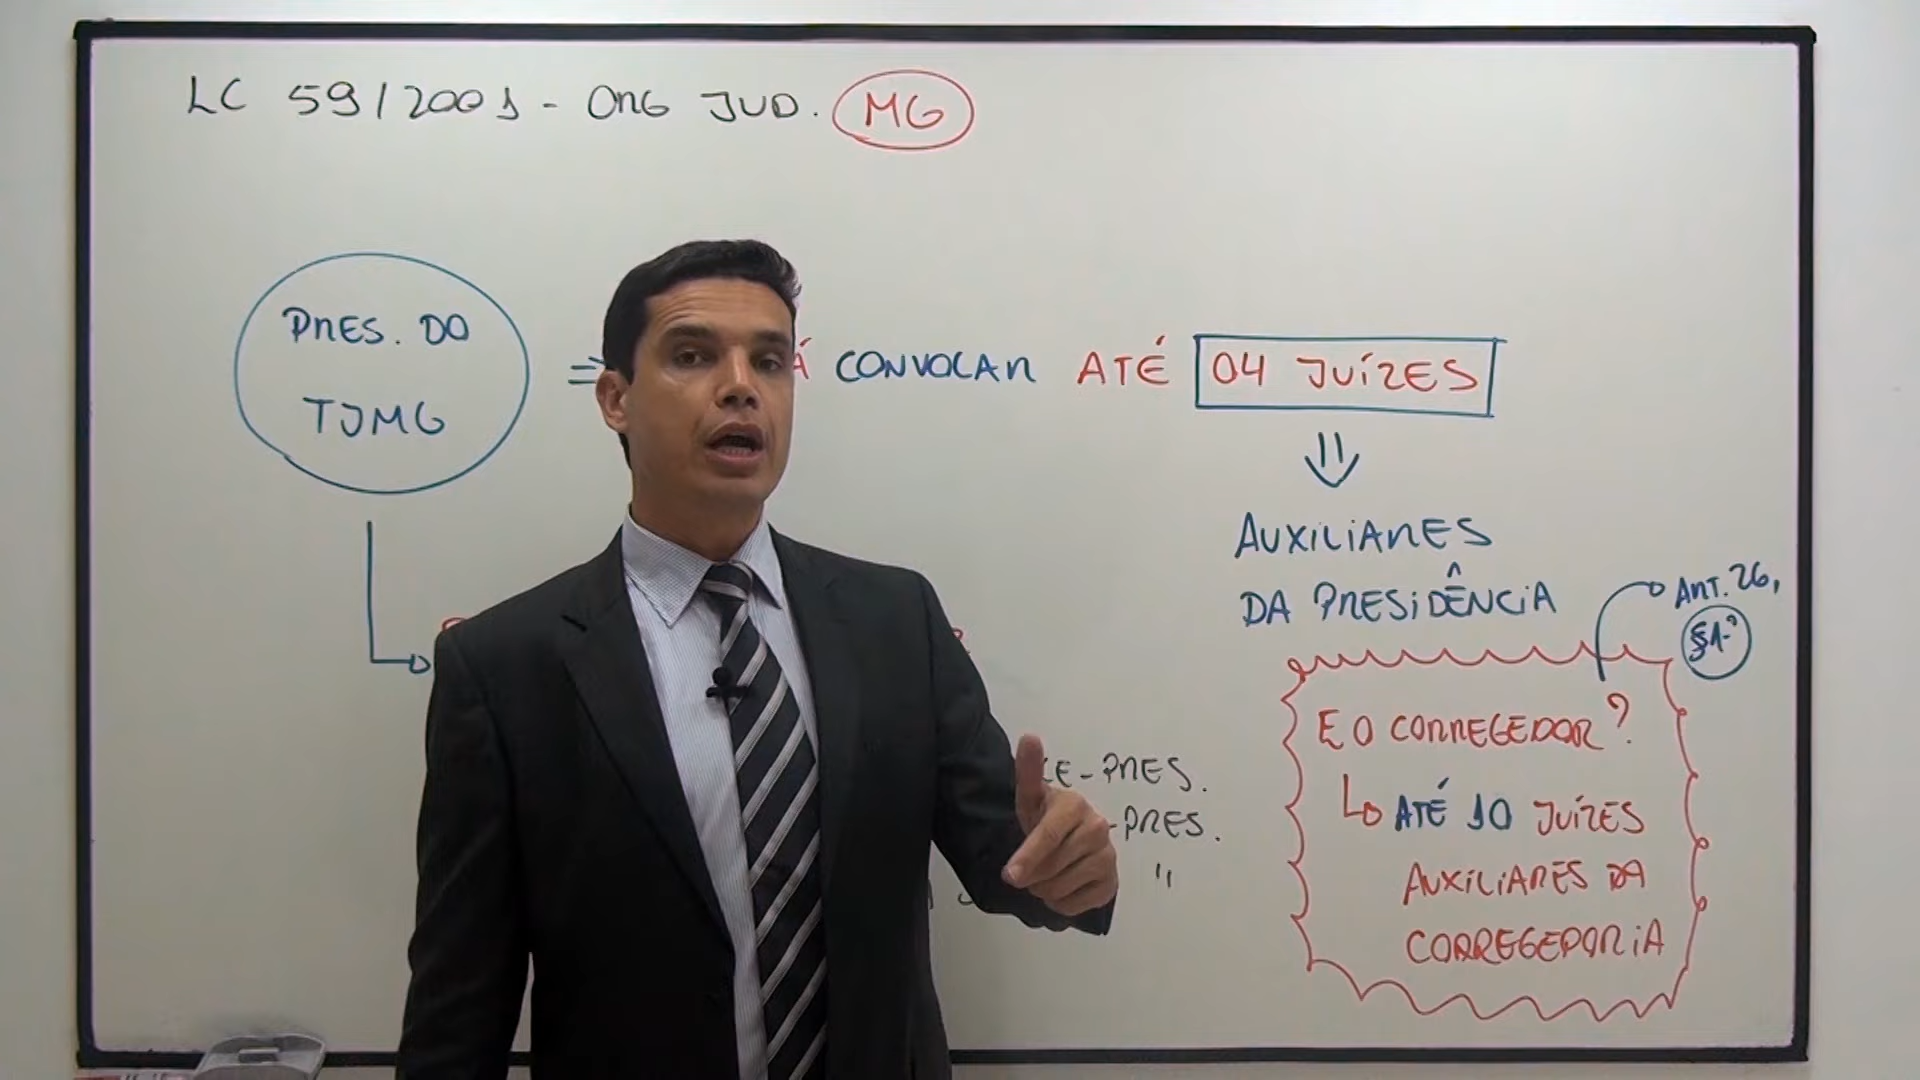 LC 59/2001 - ORG JUD. MG
PRES. DO
TJMG
CONVOCAR ATÉ 04 JUÍZES
AUXILIARES
DA PRESIDÊNCIA
ART. 26,
§1º
E O CORREGEDOR?
ATÉ 10 JUÍZES
AUXILIARES DA
CORREGEDORIA
-PRES.
-PRES.
"